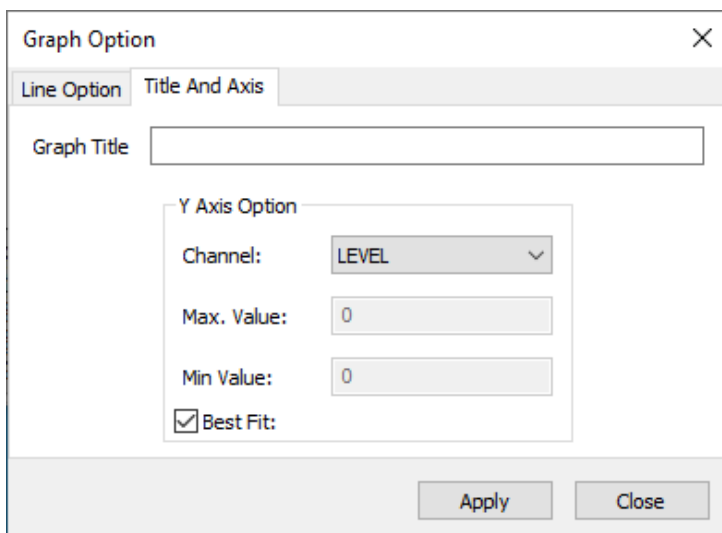 Graph Option
Line Option Title And Axis
Graph Title
Y Axis Option
Channel: LEVEL
Max. Value: 0
Min Value: 0
Best Fit:
Apply Close